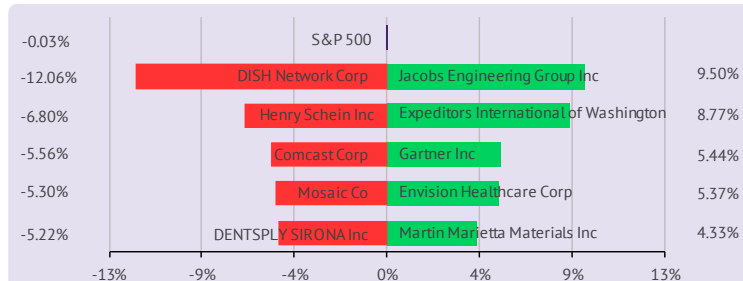 -0.03% S&P 500
-12.06% DISH Network Corp Jacobs Engineering Group Inc 9.50%
-6.80% Henry Schein Inc Expeditors International of Washington 8.77%
-5.56% Comcast Corp Gartner Inc 5.44%
-5.30% Mosaic Co Envision Healthcare Corp 5.37%
-5.22% DENTSPLY SIRONA Inc Martin Marietta Materials Inc 4.33%
-13% -9% -4% 0% 4% 9% 13%